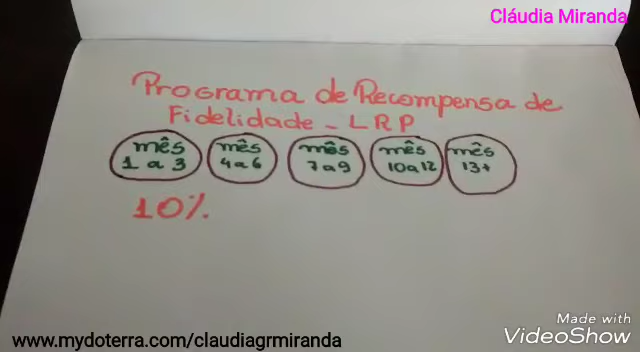 Cláudia Miranda
Programa de Recompensa de
Fidelidade - LRP
mês
1 a 3
mês
4 a 6
mês
7 a 9
mês
10 a 12
mês
13+
10%
www.mydoterra.com/claudiagrmiranda
Made with
VideoShow